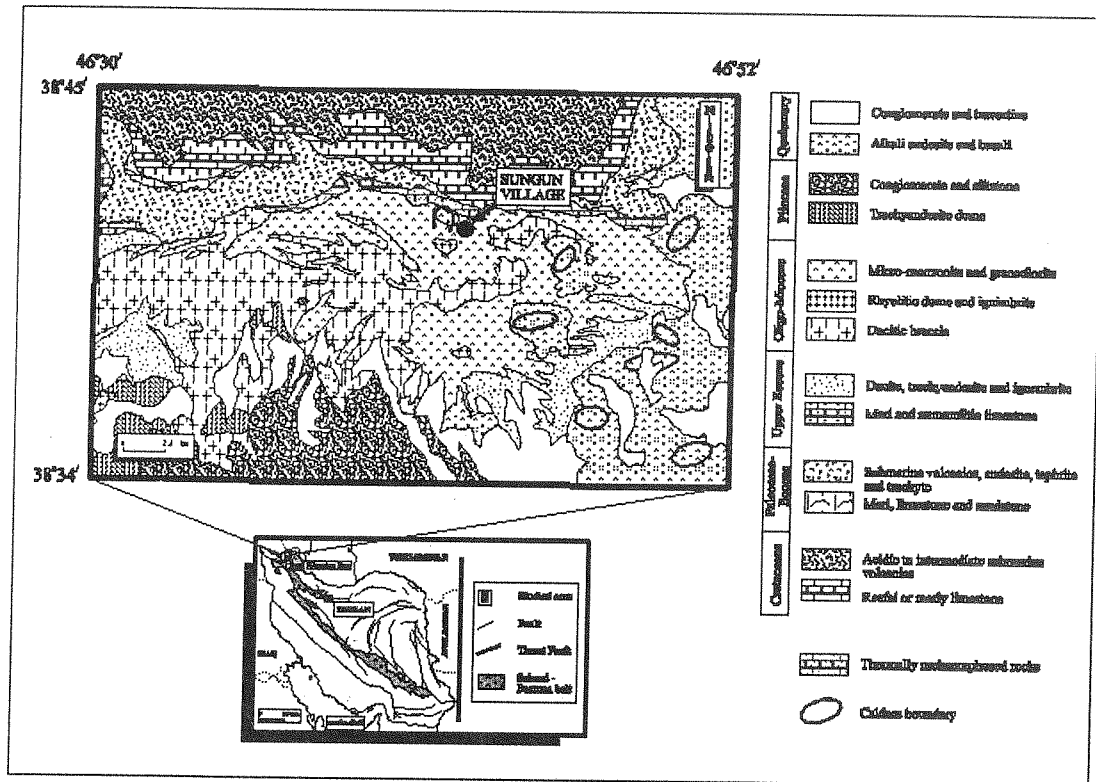 46°30′
46°52′
38°45′
N
SUNGUN
VILLAGE
km
38°34′
Quaternary
Conglomerate and
Alkali andesite and basalt
Pliocene
Conglomerate and
Trachyandesite dome
Oligo-Miocene
Micro-monzonite and granodiorite
Rhyolitic dome and ignimbrite
Dacitic breccia
Upper Eocene
Dacite, trachyandesite and ignimbrite
Marl and limestone
Paleocene-
Eocene
Submarine volcanics, andesite, tephrite
and trachyte
Marl, limestone and sandstone
Cretaceous
Acidic to intermediate submarine
volcanics
Reefal or marly limestone
Thermally metamorphosed rocks
Caldera boundary
TEHRAN
Studied area
Fault
Thrust Fault
Sahand -
belt